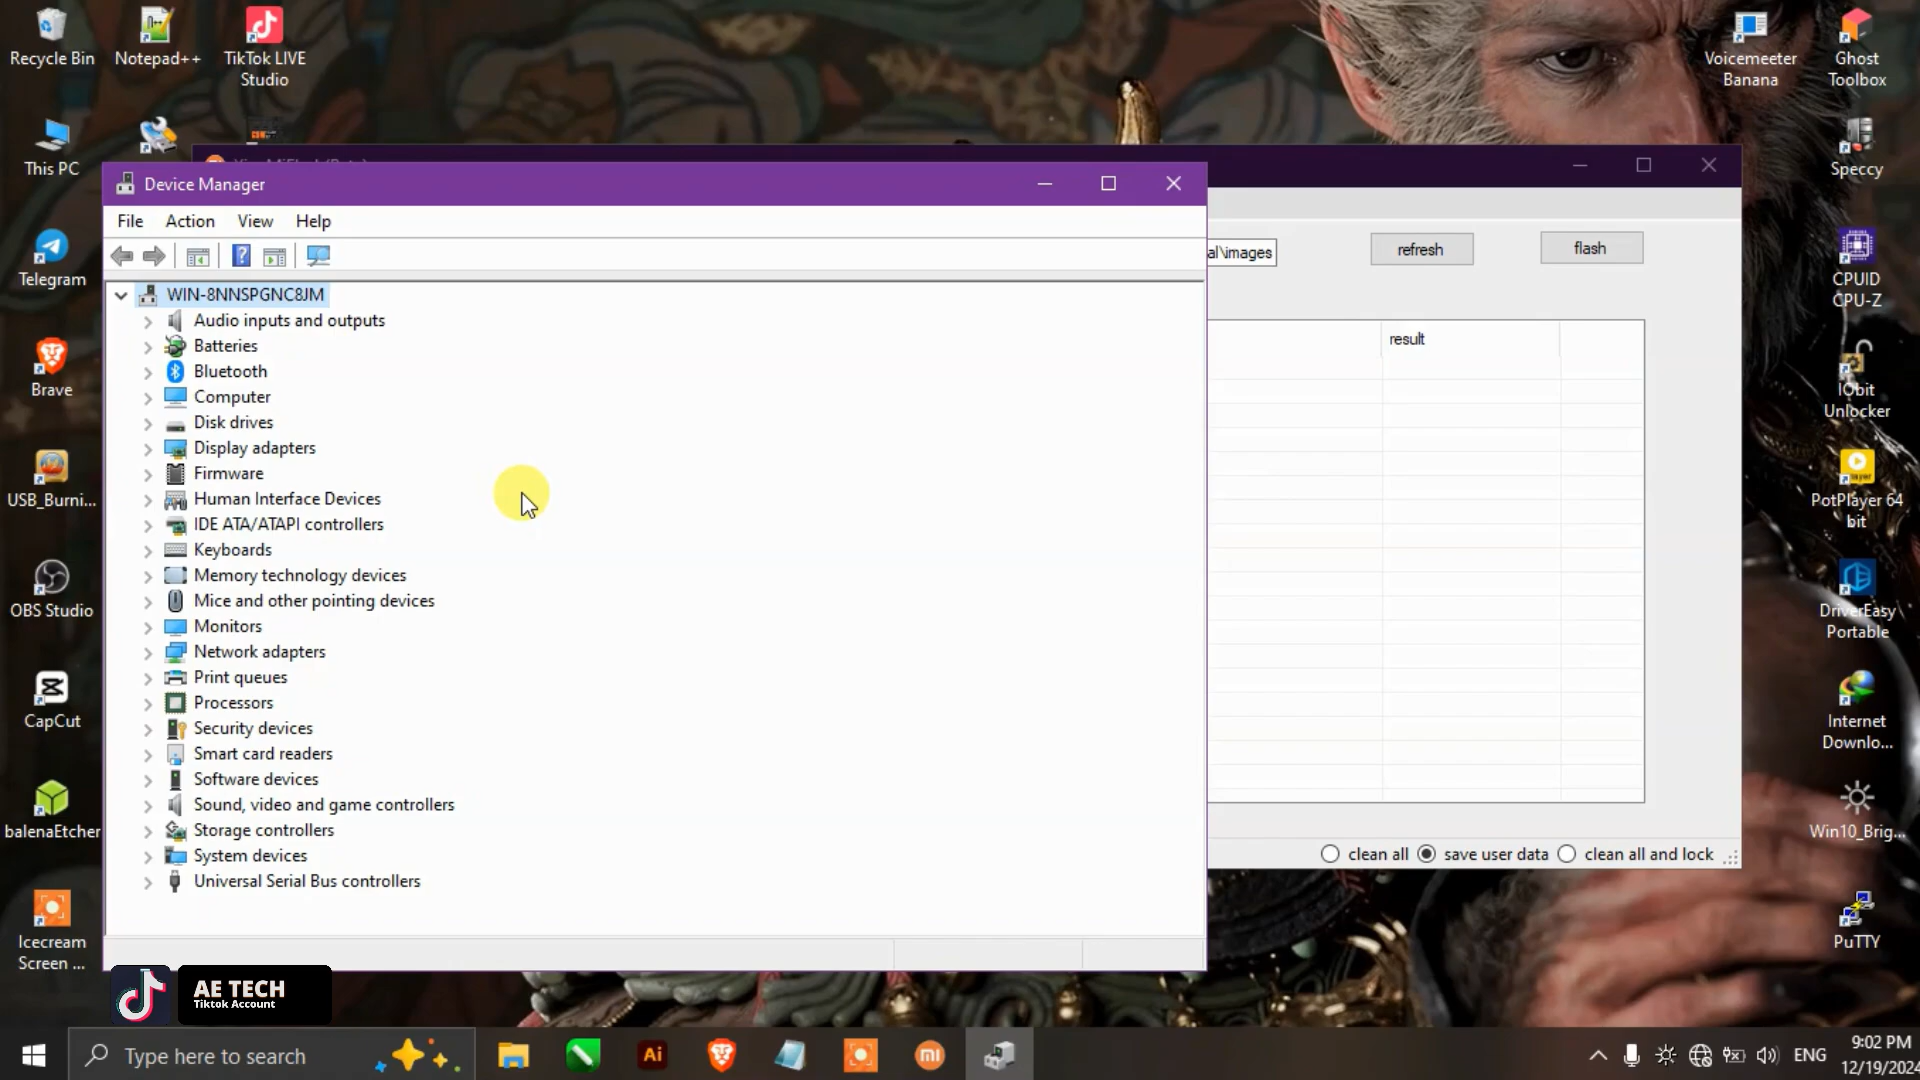 Recycle Bin
Notepad++
TikTok LIVE
Studio
This PC
Telegram
Brave
USB_Burni...
OBS Studio
CapCut
balenaEtcher
Icecream
Screen ...
Voicemeeter
Banana
Ghost
Toolbox
Speccy
CPUID
CPU-Z
IObit
Unlocker
PotPlayer 64
bit
DriverEasy
Portable
Internet
Downlo...
Win10_Brig...
PuTTY
Device Manager
File Action View Help
WIN-8NNSPGNC8JM
Audio inputs and outputs
Batteries
Bluetooth
Computer
Disk drives
Display adapters
Firmware
Human Interface Devices
IDE ATA/ATAPI controllers
Keyboards
Memory technology devices
Mice and other pointing devices
Monitors
Network adapters
Print queues
Processors
Security devices
Smart card readers
Software devices
Sound, video and game controllers
Storage controllers
System devices
Universal Serial Bus controllers
al\images
refresh
flash
result
clean all save user data clean all and lock
AE TECH
Tiktok Account
Type here to search
Ai
mi
ENG
9:02 PM
12/19/2024